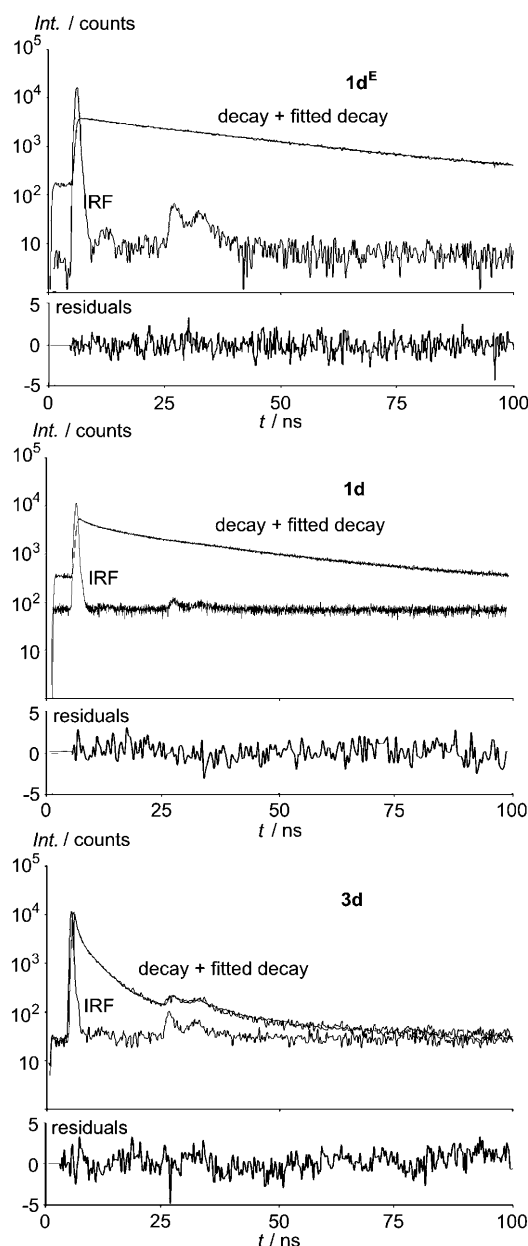 Int. / counts
10^5
1d^E
10^4
decay + fitted decay
10^3
10^2
IRF
10
5
residuals
0
-5
0 25 50 75 100
t / ns
Int. / counts
10^5
1d
10^4
decay + fitted decay
10^3
IRF
10^2
10
5
residuals
0
-5
0 25 50 75 100
t / ns
Int. / counts
10^5
3d
10^4
10^3
decay + fitted decay
IRF
10^2
10
5
residuals
0
-5
0 25 50 75 100
t / ns